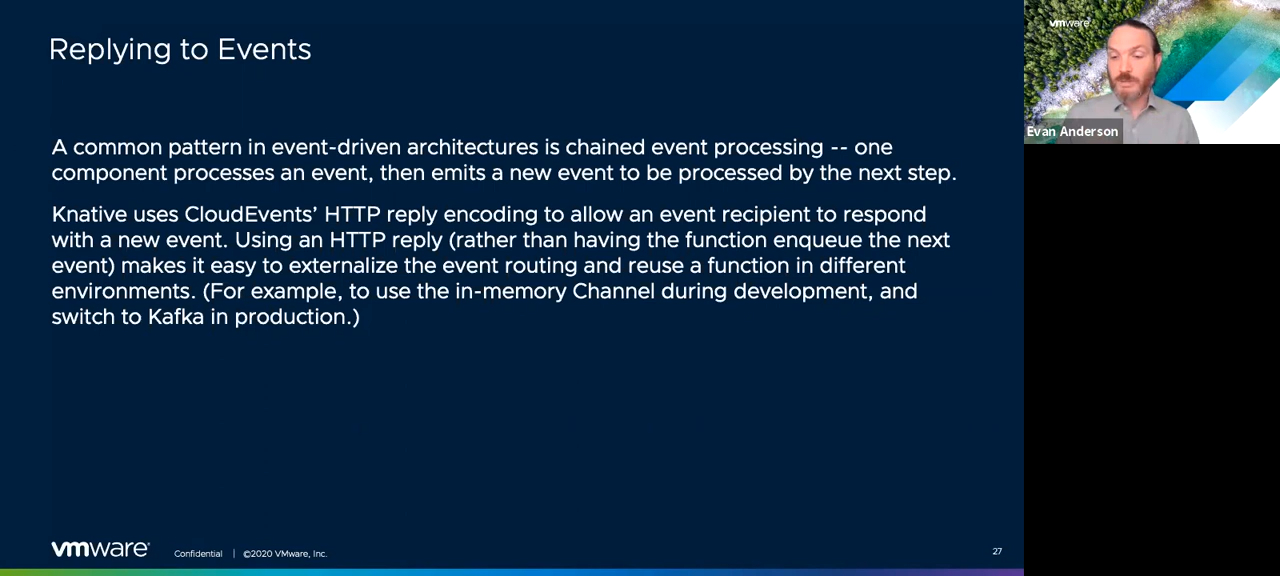 Replying to Events
A common pattern in event-driven architectures is chained event processing -- one
component processes an event, then emits a new event to be processed by the next step.
Knative uses CloudEvents’ HTTP reply encoding to allow an event recipient to respond
with a new event. Using an HTTP reply (rather than having the function enqueue the next
event) makes it easy to externalize the event routing and reuse a function in different
environments. (For example, to use the in-memory Channel during development, and
switch to Kafka in production.)
vmware®
Confidential | ©2020 VMware, Inc.
27
vmware
Evan Anderson